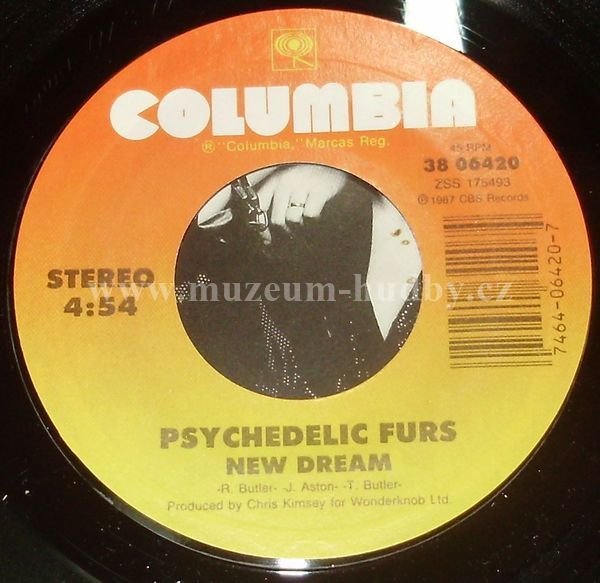 COLUMBIA
® "Columbia," Marcas Reg.
45 RPM
38 06420
ZSS 175493
℗ 1987 CBS Records
STEREO
4:54
www.muzeum-hudby.cz
7464-06420-7
PSYCHEDELIC FURS
NEW DREAM
-R. Butler- -J. Aston- -T. Butler-
Produced by Chris Kimsey for Wonderknob Ltd.